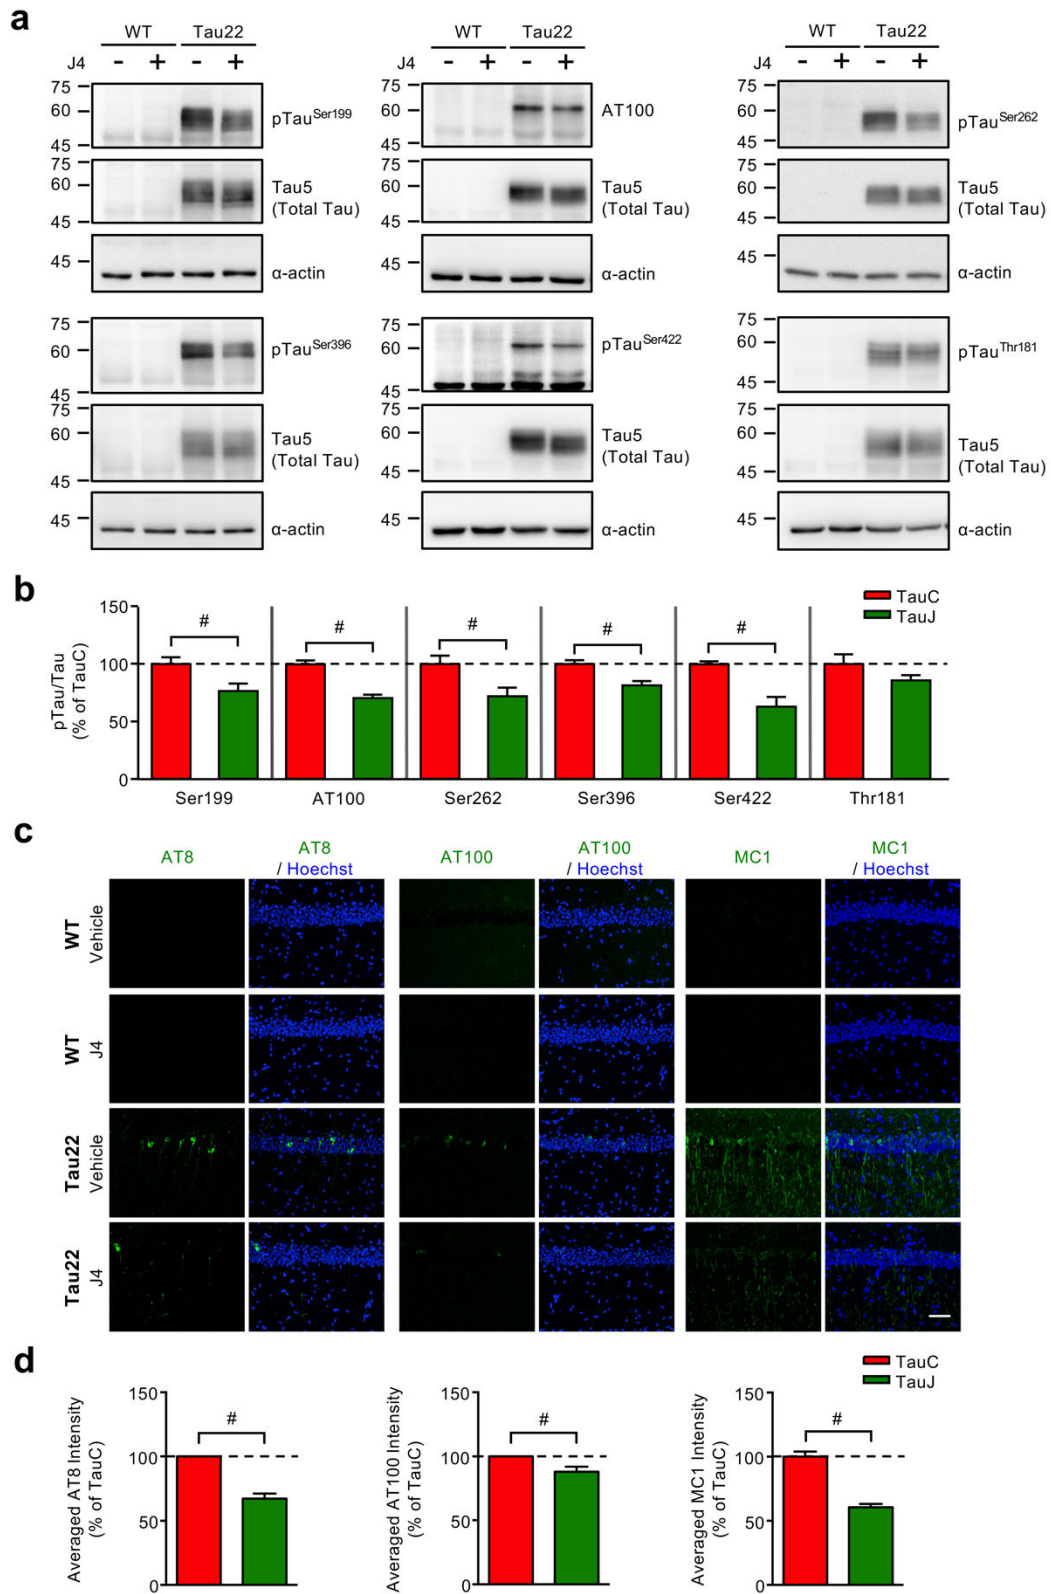 a
WT Tau22 WT Tau22 WT Tau22
J4 - + - + J4 - + - + J4 - + - +
75 60 45 pTauSer199 75 60 45 AT100 75 60 45 pTauSer262
75 60 45 Tau5 (Total Tau) 75 60 45 Tau5 (Total Tau) 75 60 45 Tau5 (Total Tau)
45 α-actin 45 α-actin 45 α-actin
75 60 45 pTauSer396 75 60 45 pTauSer422 75 60 45 pTauThr181
75 60 45 Tau5 (Total Tau) 75 60 45 Tau5 (Total Tau) 75 60 45 Tau5 (Total Tau)
45 α-actin 45 α-actin 45 α-actin
b
pTau/Tau
(% of TauC)
150
100
50
0
TauC
TauJ
# # # # #
Ser199 AT100 Ser262 Ser396 Ser422 Thr181
c
AT8 AT8 / Hoechst AT100 AT100 / Hoechst MC1 MC1 / Hoechst
WT
Vehicle
WT
J4
Tau22
Vehicle
Tau22
J4
d
TauC
TauJ
Averaged AT8 Intensity
(% of TauC)
150
100
50
0
#
Averaged AT100 Intensity
(% of TauC)
150
100
50
0
#
Averaged MC1 Intensity
(% of TauC)
150
100
50
0
#